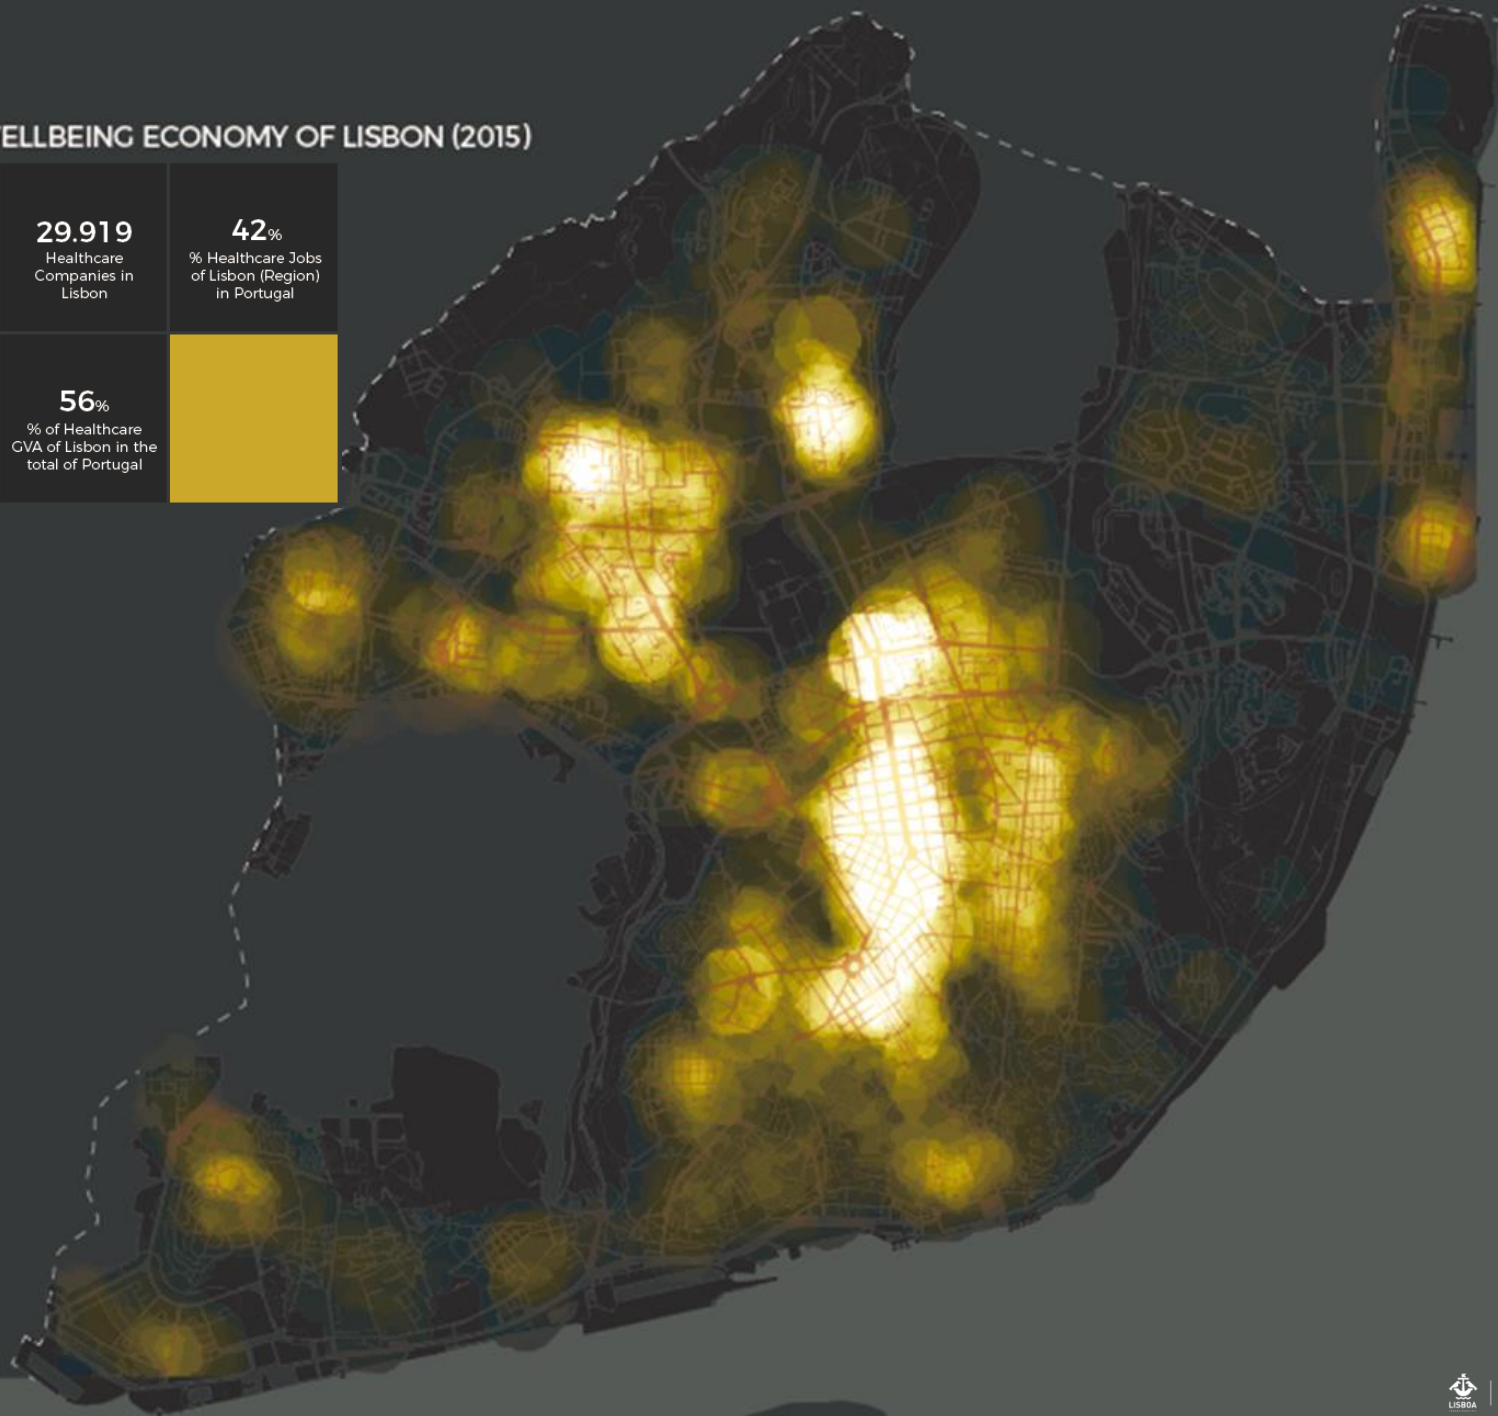 ELLBEING ECONOMY OF LISBON (2015)
29.919
Healthcare
Companies in
Lisbon
42%
% Healthcare Jobs
of Lisbon (Region)
in Portugal
56%
% of Healthcare
GVA of Lisbon in the
total of Portugal
LISBOA